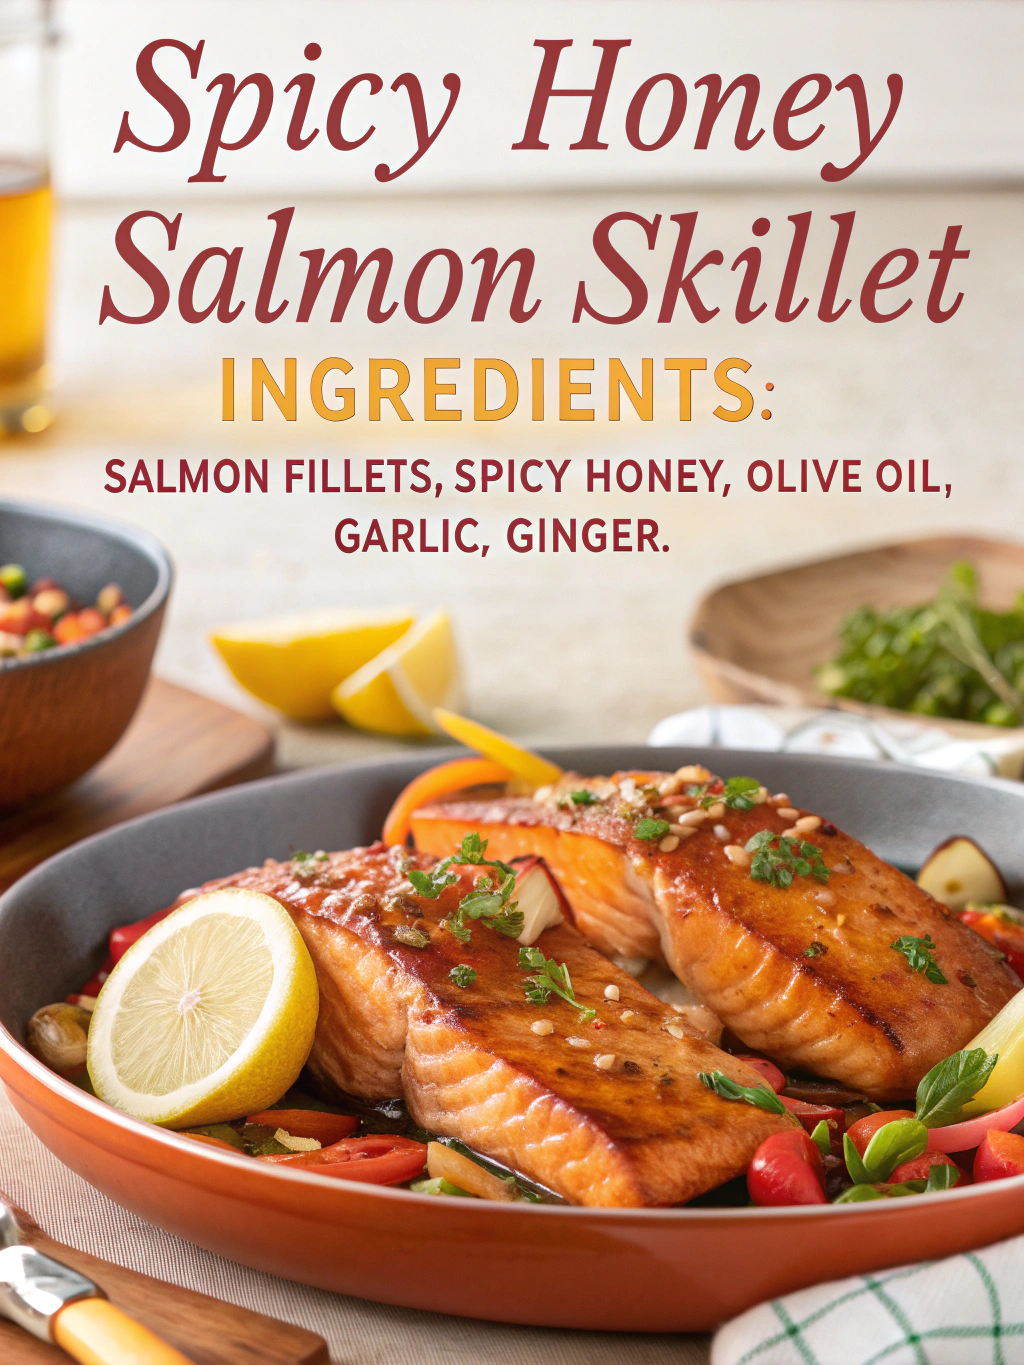 Spicy Honey
Salmon Skillet
INGREDIENTS:
SALMON FILLETS, SPICY HONEY, OLIVE OIL,
GARLIC, GINGER.